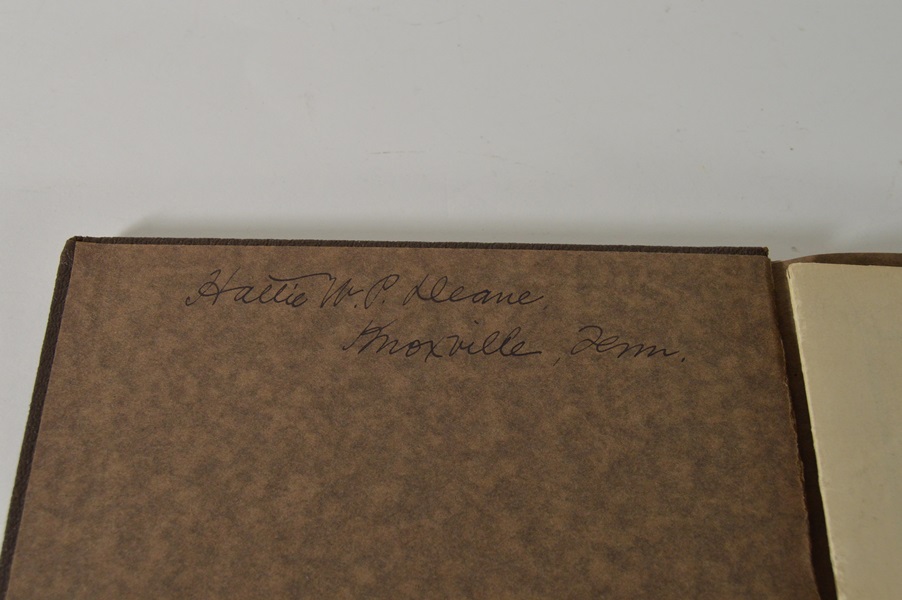 Hattie W. P. Deane,
Knoxville, Tenn.